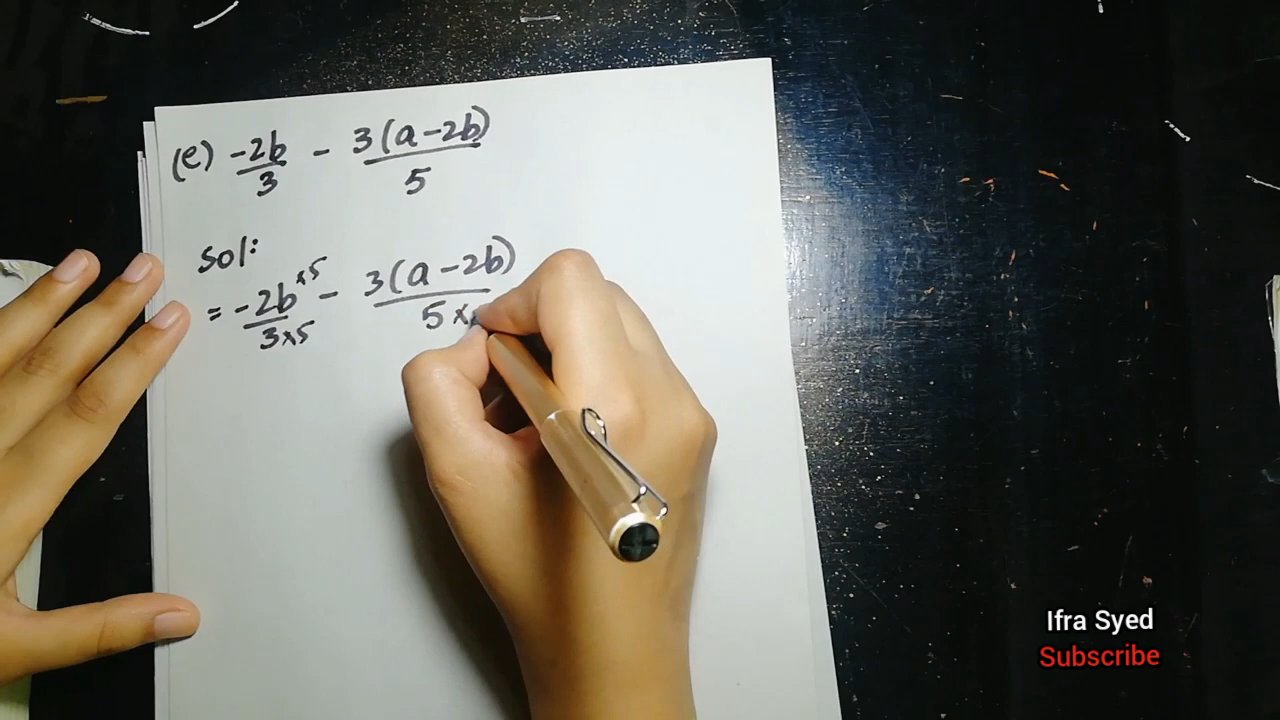 (e) -2b/3 - 3(a-2b)/5
Sol:
= -2b×5/3×5 - 3(a-2b)/5×
Ifra Syed
Subscribe